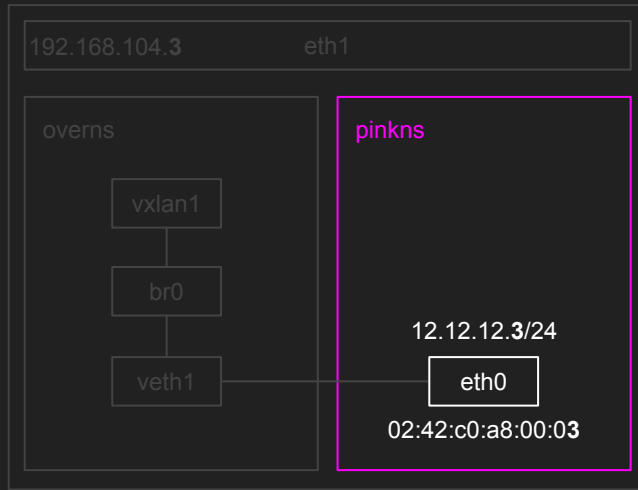 192.168.104.3 eth1
overns
pinkns
vxlan1
br0
12.12.12.3/24
veth1
eth0
02:42:c0:a8:00:03